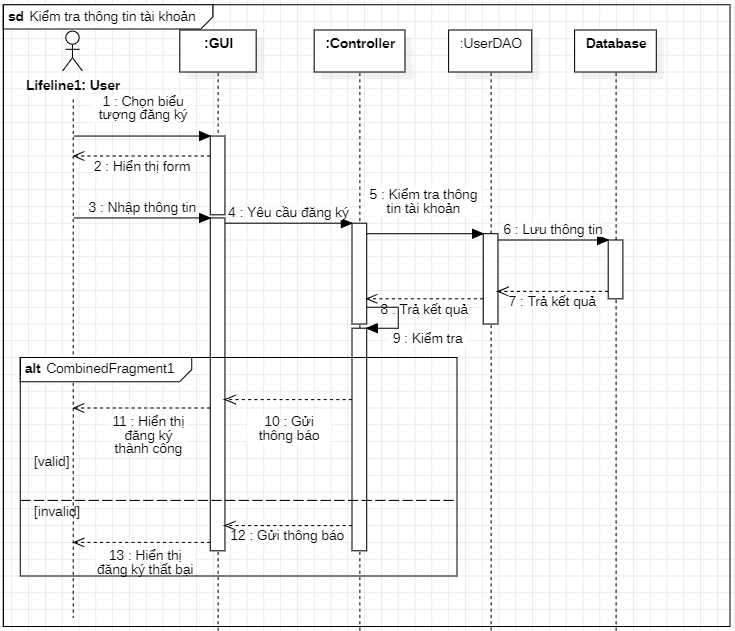 sd Kiểm tra thông tin tài khoản
:GUI
:Controller
:UserDAO
Database
Lifeline1: User
1 : Chọn biểu
tượng đăng ký
2 : Hiển thị form
3 : Nhập thông tin
4 : Yêu cầu đăng ký
5 : Kiểm tra thông
tin tài khoản
6 : Lưu thông tin
7 : Trả kết quả
8 : Trả kết quả
9 : Kiểm tra
alt CombinedFragment1
10 : Gửi
thông báo
11 : Hiển thị
đăng ký
thành công
[valid]
[invalid]
12 : Gửi thông báo
13 : Hiển thị
đăng ký thất bại